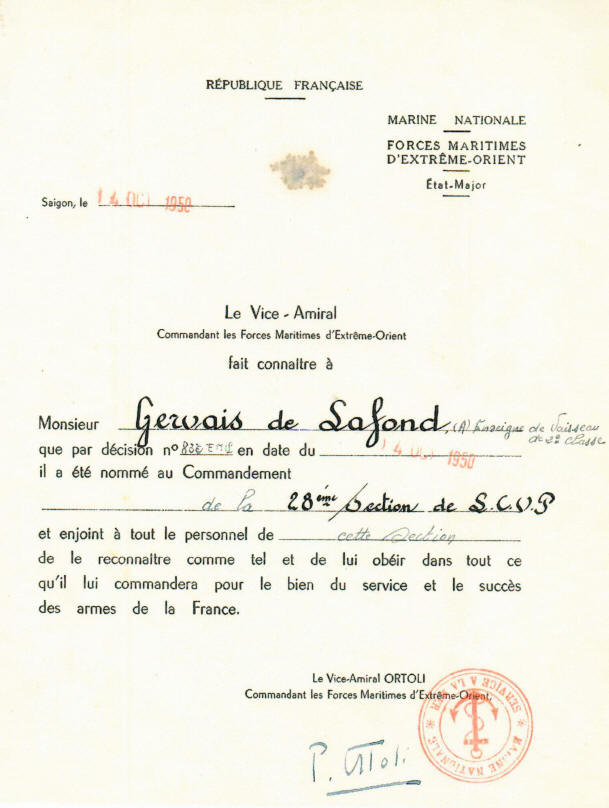 RÉPUBLIQUE FRANÇAISE
MARINE NATIONALE
FORCES MARITIMES
D'EXTRÊME-ORIENT
État-Major
Saigon, le 14 OCT 1950
Le Vice-Amiral
Commandant les Forces Maritimes d'Extrême-Orient
fait connaître à
Monsieur Gervais de Lafond, (A) Enseigne de Vaisseau
de 2e classe
que par décision no en date du 14 OCT 1950
il a été nommé au Commandement
de la 28ème Section de L.C.V.P
et enjoint à tout le personnel de cette Section
de le reconnaitre comme tel et de lui obéir dans tout ce
qu'il lui commandera pour le bien du service et le succès
des armes de la France.
Le Vice-Amiral ORTOLI
Commandant les Forces Maritimes d'Extrême-Orient,
SERVICE A LA MER
MARINE NATIONALE
P. Ortoli